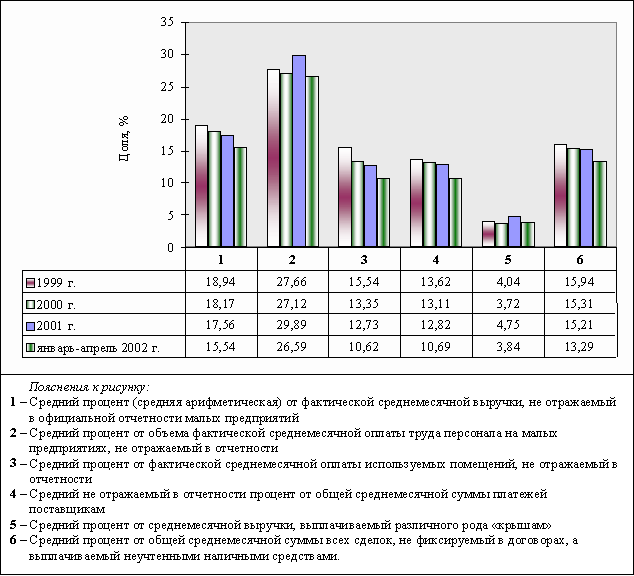 35
30
25
20
15
10
5
0
Доля, %
1 2 3 4 5 6
1999 г. 18,94 27,66 15,54 13,62 4,04 15,94
2000 г. 18,17 27,12 13,35 13,11 3,72 15,31
2001 г. 17,56 29,89 12,73 12,82 4,75 15,21
январь-апрель 2002 г. 15,54 26,59 10,62 10,69 3,84 13,29
Пояснения к рисунку:
1 – Средний процент (средняя арифметическая) от фактической среднемесячной выручки, не отражаемый
в официальной отчетности малых предприятий
2 – Средний процент от объема фактической среднемесячной оплаты труда персонала на малых
предприятиях, не отражаемый в отчетности
3 – Средний процент от фактической среднемесячной оплаты используемых помещений, не отражаемый в
отчетности
4 – Средний не отражаемый в отчетности процент от общей среднемесячной суммы платежей
поставщикам
5 – Средний процент от среднемесячной выручки, выплачиваемый различного рода «крышам»
6 – Средний процент от общей среднемесячной суммы всех сделок, не фиксируемый в договорах, а
выплачиваемый неучтенными наличными средствами.